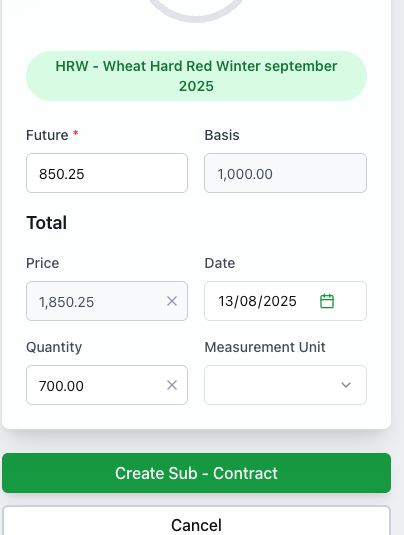 HRW - Wheat Hard Red Winter september
2025
Future *
Basis
850.25
1,000.00
Total
Price
Date
1,850.25
13/08/2025
Quantity
Measurement Unit
700.00
Create Sub - Contract
Cancel